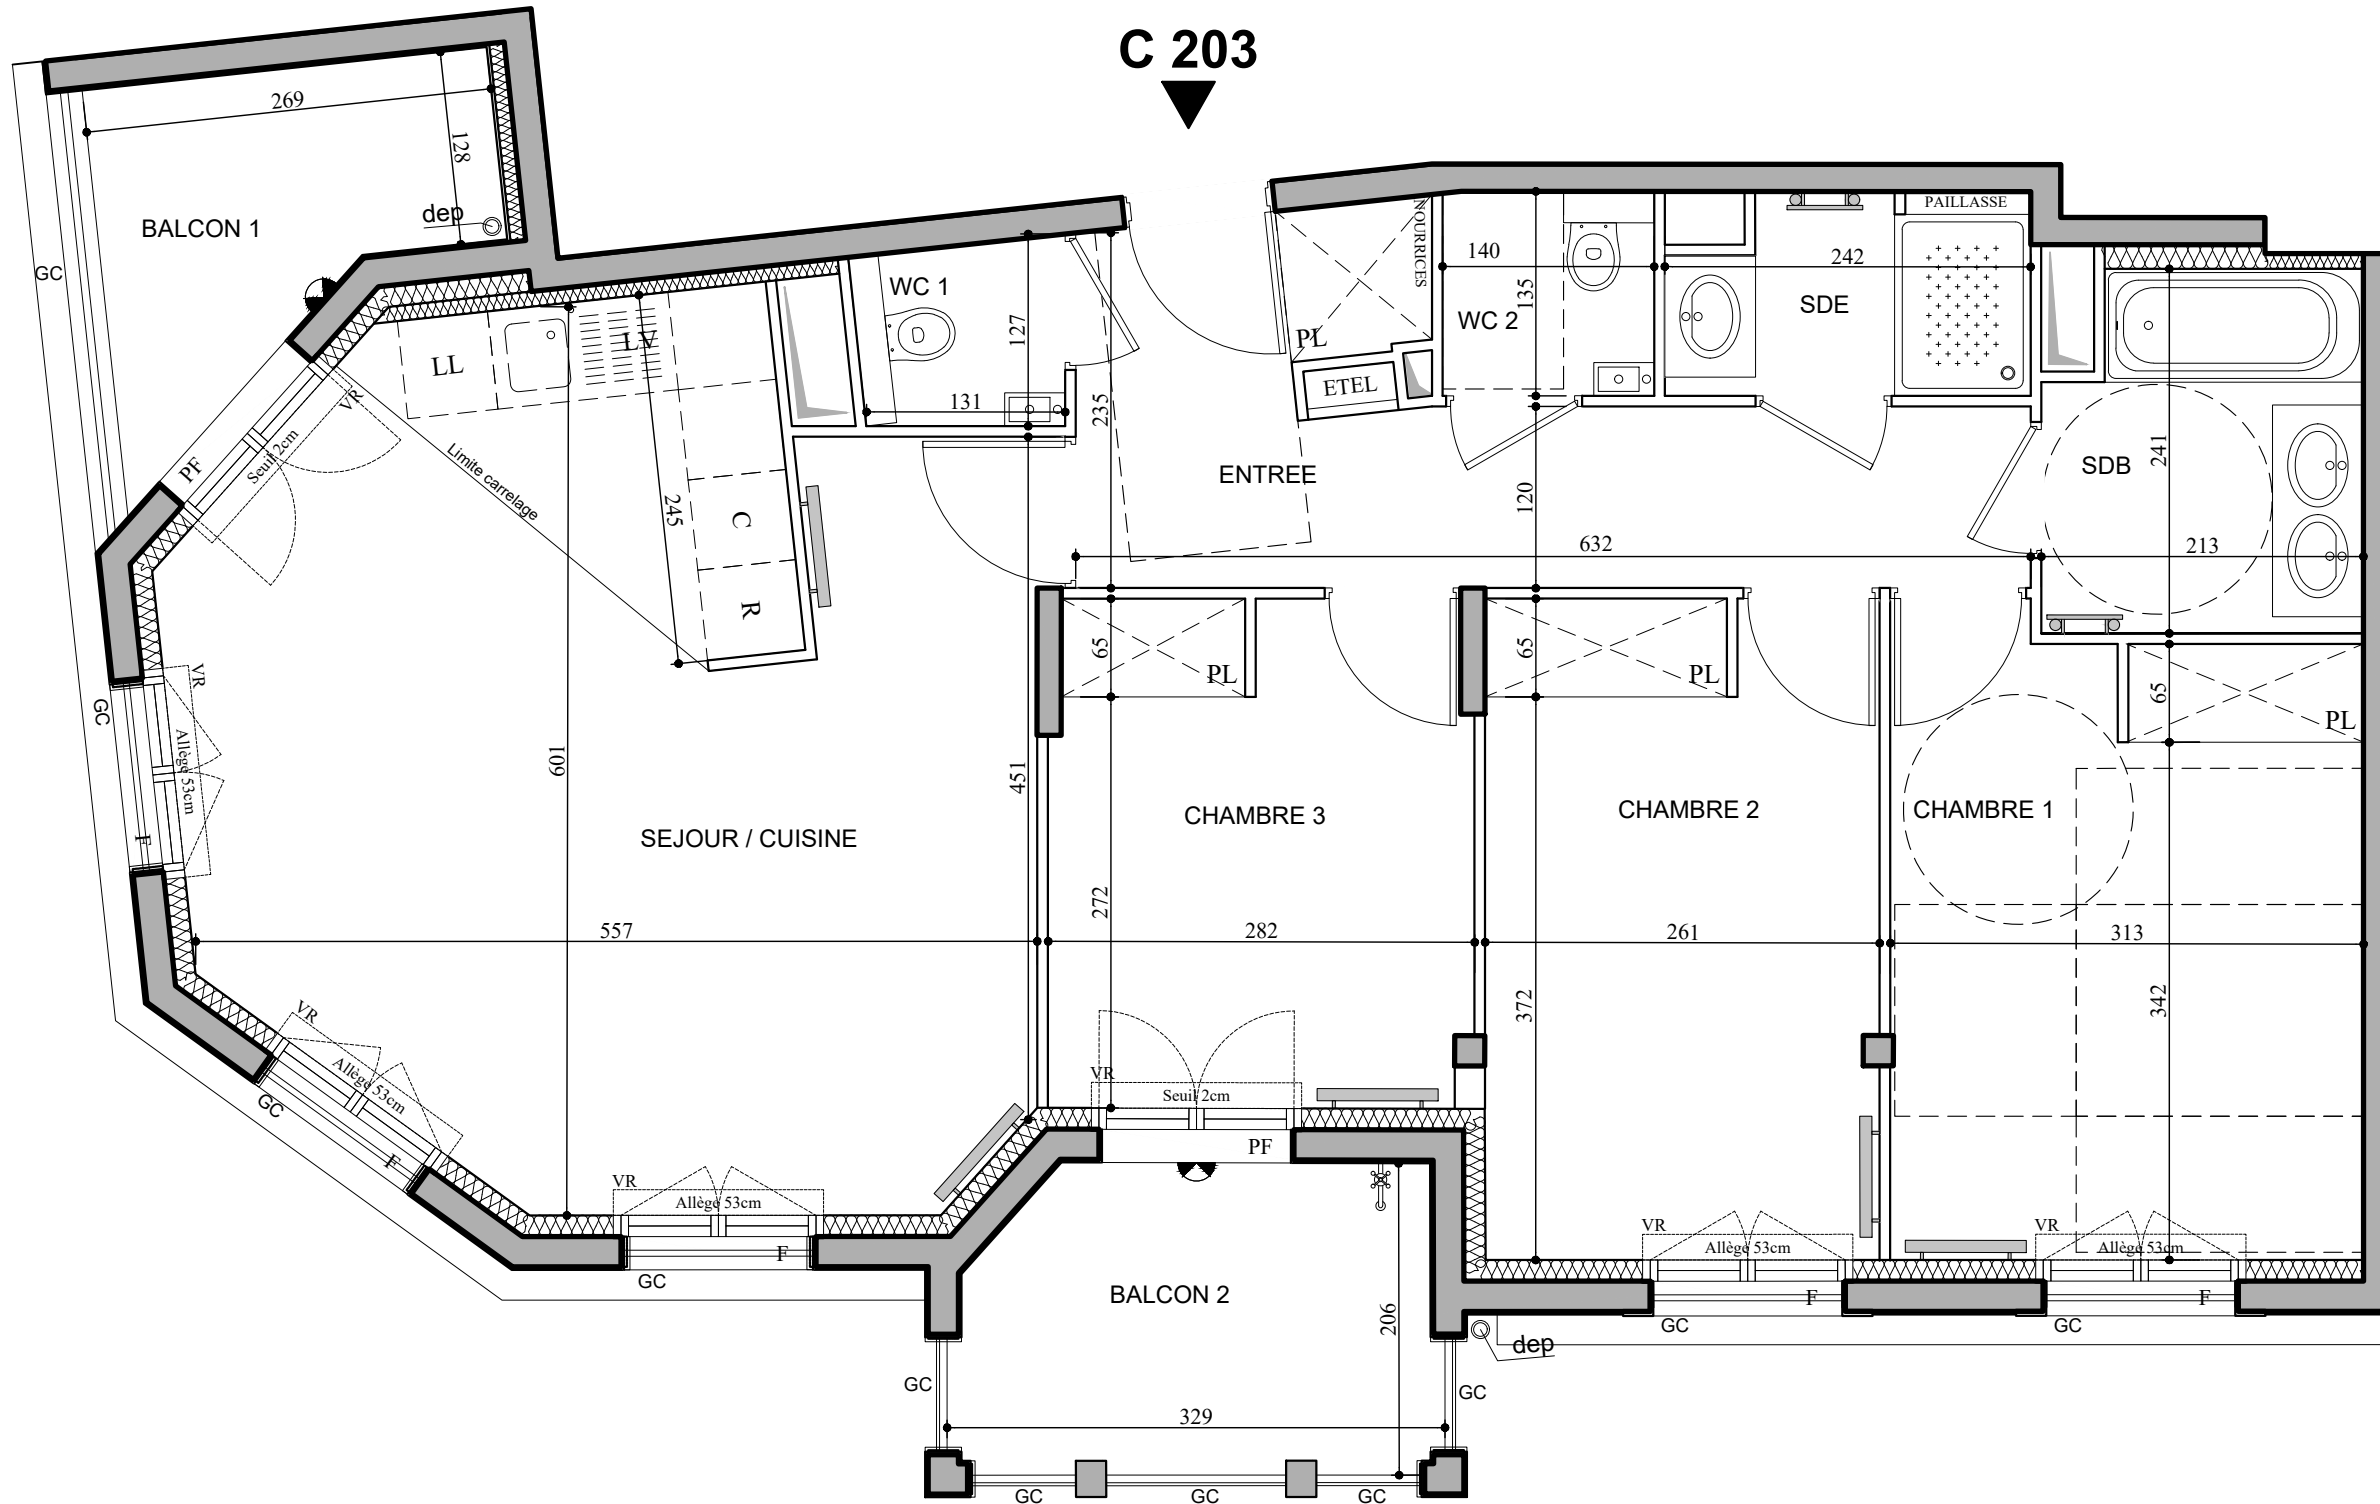 C 203
269
128
dep
BALCON 1
GC
NOURRICES
PAILLASSE
140
242
135
WC 1
WC 2
SDE
127
PL
LL
LV
ETEL
131
235
VR
Seuil 2cm
PF
Limite carrelage
ENTREE
SDB
241
245
C
120
632
213
R
65
65
PL
PL
65
PL
VR
GC
Allège 53cm
F
601
451
SEJOUR / CUISINE
CHAMBRE 3
CHAMBRE 2
CHAMBRE 1
272
557
282
261
313
372
342
VR
Allège 53cm
GC
F
VR
Seuil 2cm
PF
VR
Allège 53cm
F
GC
VR
Allège 53cm
F
GC
VR
Allège 53cm
F
GC
BALCON 2
206
dep
GC
GC
329
GC
GC
GC